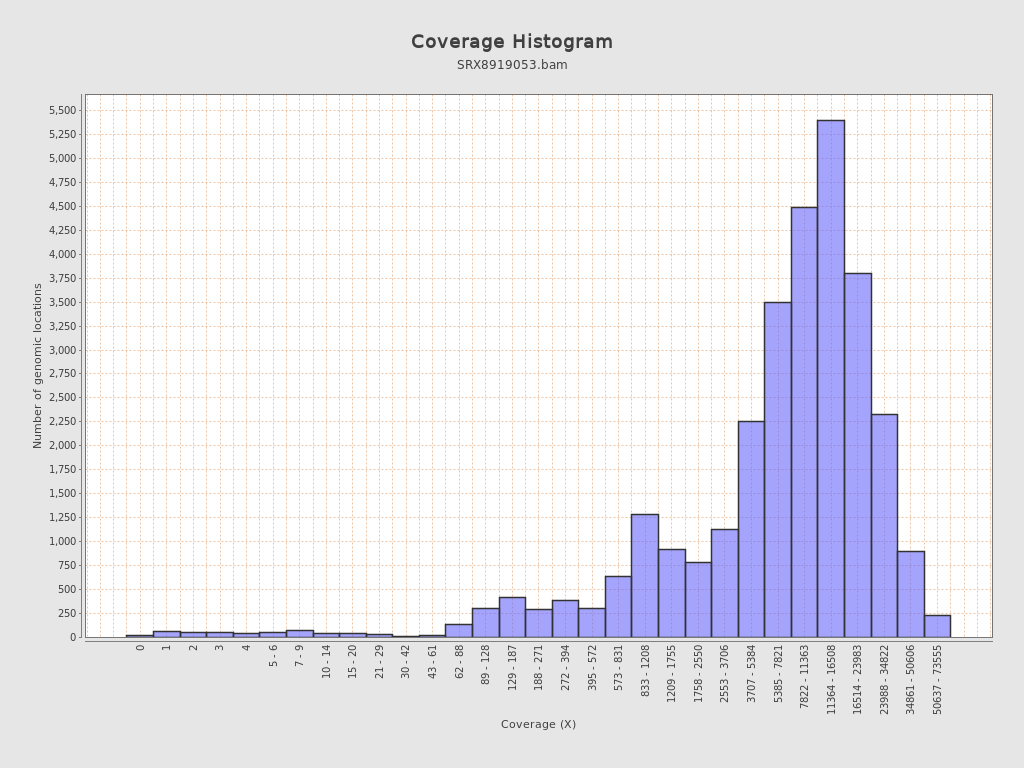 Coverage Histogram
SRX8919053.bam
Number of genomic locations
5,500
5,250
5,000
4,750
4,500
4,250
4,000
3,750
3,500
3,250
3,000
2,750
2,500
2,250
2,000
1,750
1,500
1,250
1,000
750
500
250
0
0
1
2
3
4
5 - 6
7 - 9
10 - 14
15 - 20
21 - 29
30 - 42
43 - 61
62 - 88
89 - 128
129 - 187
188 - 271
272 - 394
395 - 572
573 - 831
833 - 1208
1209 - 1755
1758 - 2550
2553 - 3706
3707 - 5384
5385 - 7821
7822 - 11363
11364 - 16508
16514 - 23983
23988 - 34822
34861 - 50606
50637 - 73555
Coverage (X)